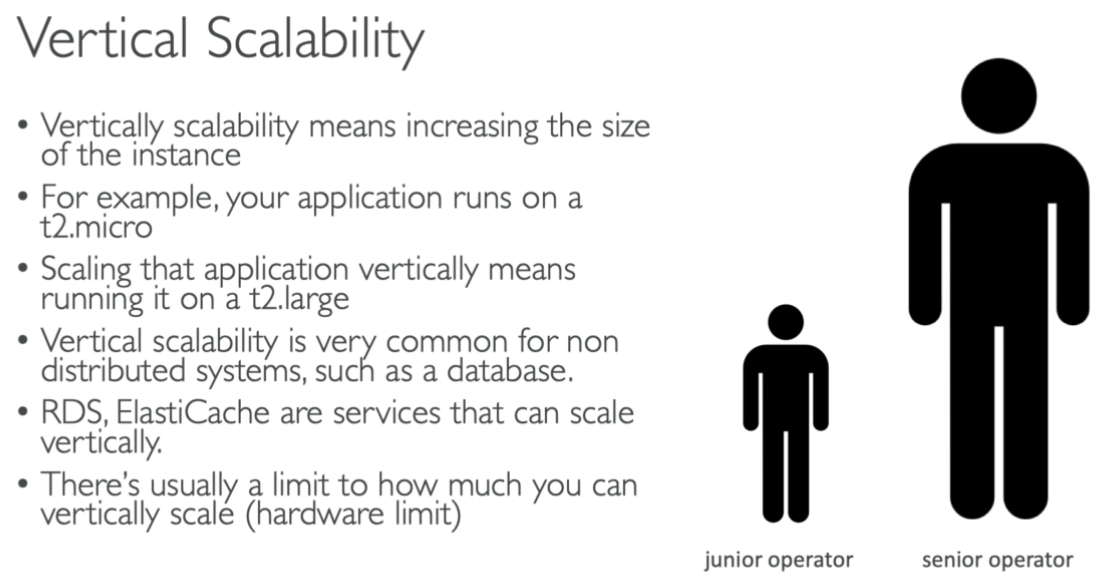 Vertical Scalability
• Vertically scalability means increasing the size
of the instance
• For example, your application runs on a
t2.micro
• Scaling that application vertically means
running it on a t2.large
• Vertical scalability is very common for non
distributed systems, such as a database.
• RDS, ElastiCache are services that can scale
vertically.
• There's usually a limit to how much you can
vertically scale (hardware limit)
junior operator
senior operator